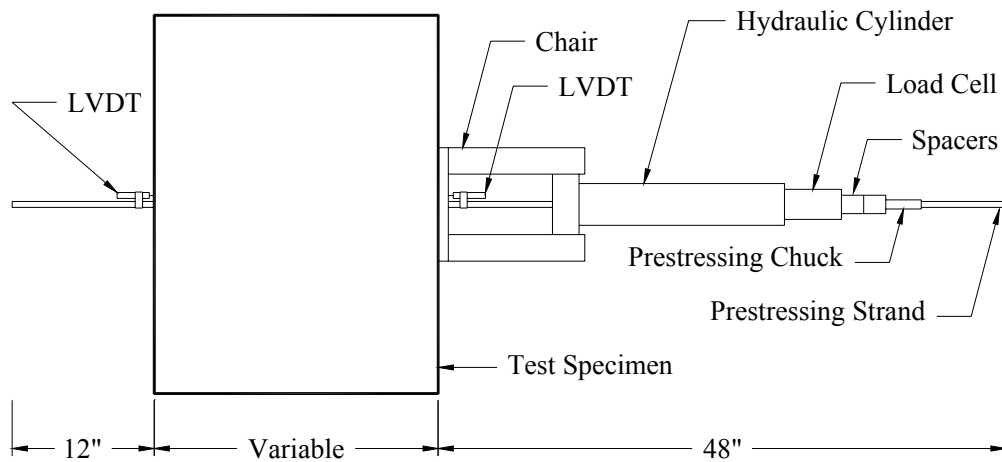 Hydraulic Cylinder
Chair
LVDT
LVDT
Load Cell
Spacers
Prestressing Chuck
Prestressing Strand
Test Specimen
12"
Variable
48"